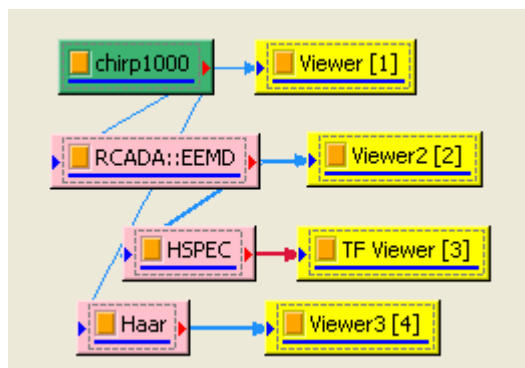 chirp1000
Viewer [1]
RCADA::EEMD
Viewer2 [2]
HSPEC
TF Viewer [3]
Haar
Viewer3 [4]